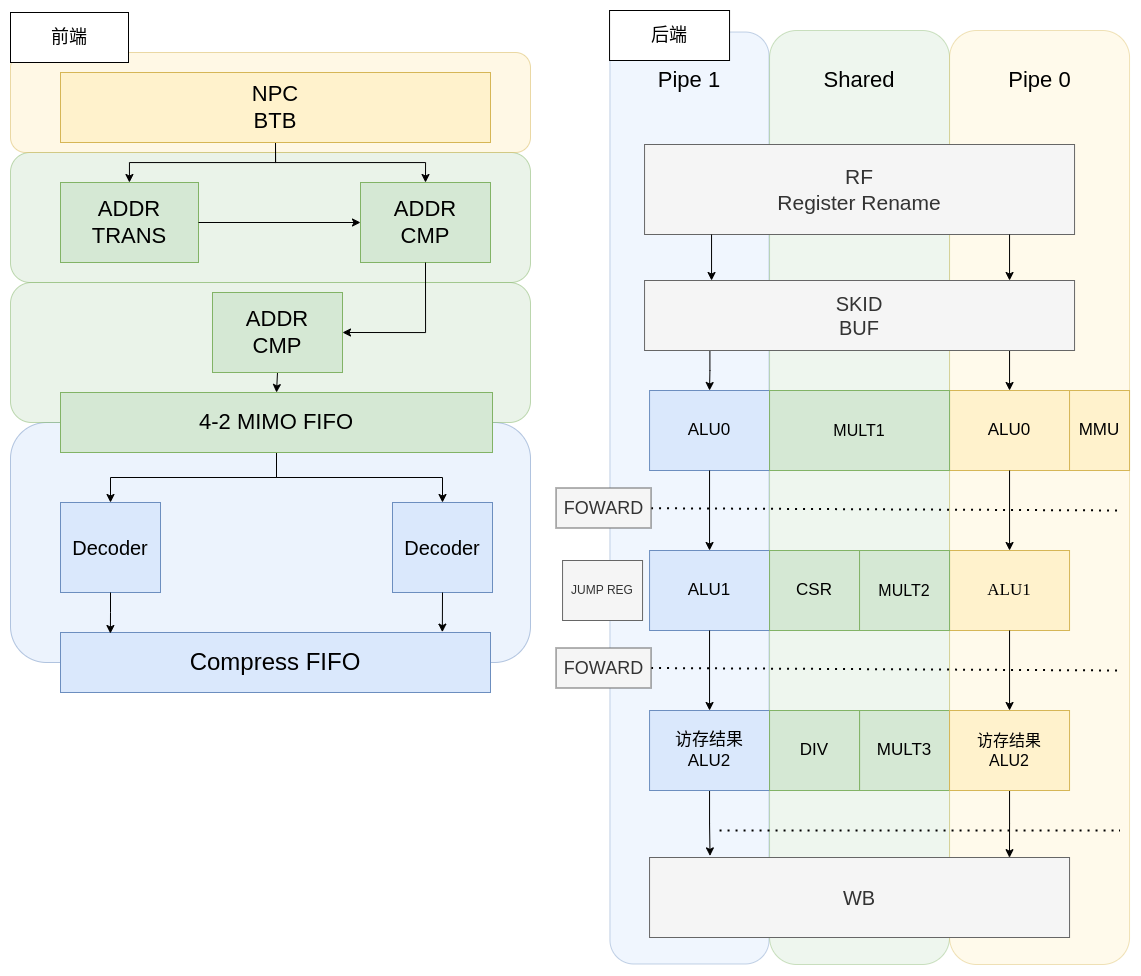 前端
NPC
BTB
ADDR
TRANS
ADDR
CMP
ADDR
CMP
4-2 MIMO FIFO
Decoder
Decoder
Compress FIFO
后端
Pipe 1
Shared
Pipe 0
RF
Register Rename
SKID
BUF
ALU0
MULT1
ALU0
MMU
FOWARD
JUMP REG
ALU1
CSR
MULT2
ALU1
FOWARD
访存结果
ALU2
DIV
MULT3
访存结果
ALU2
WB